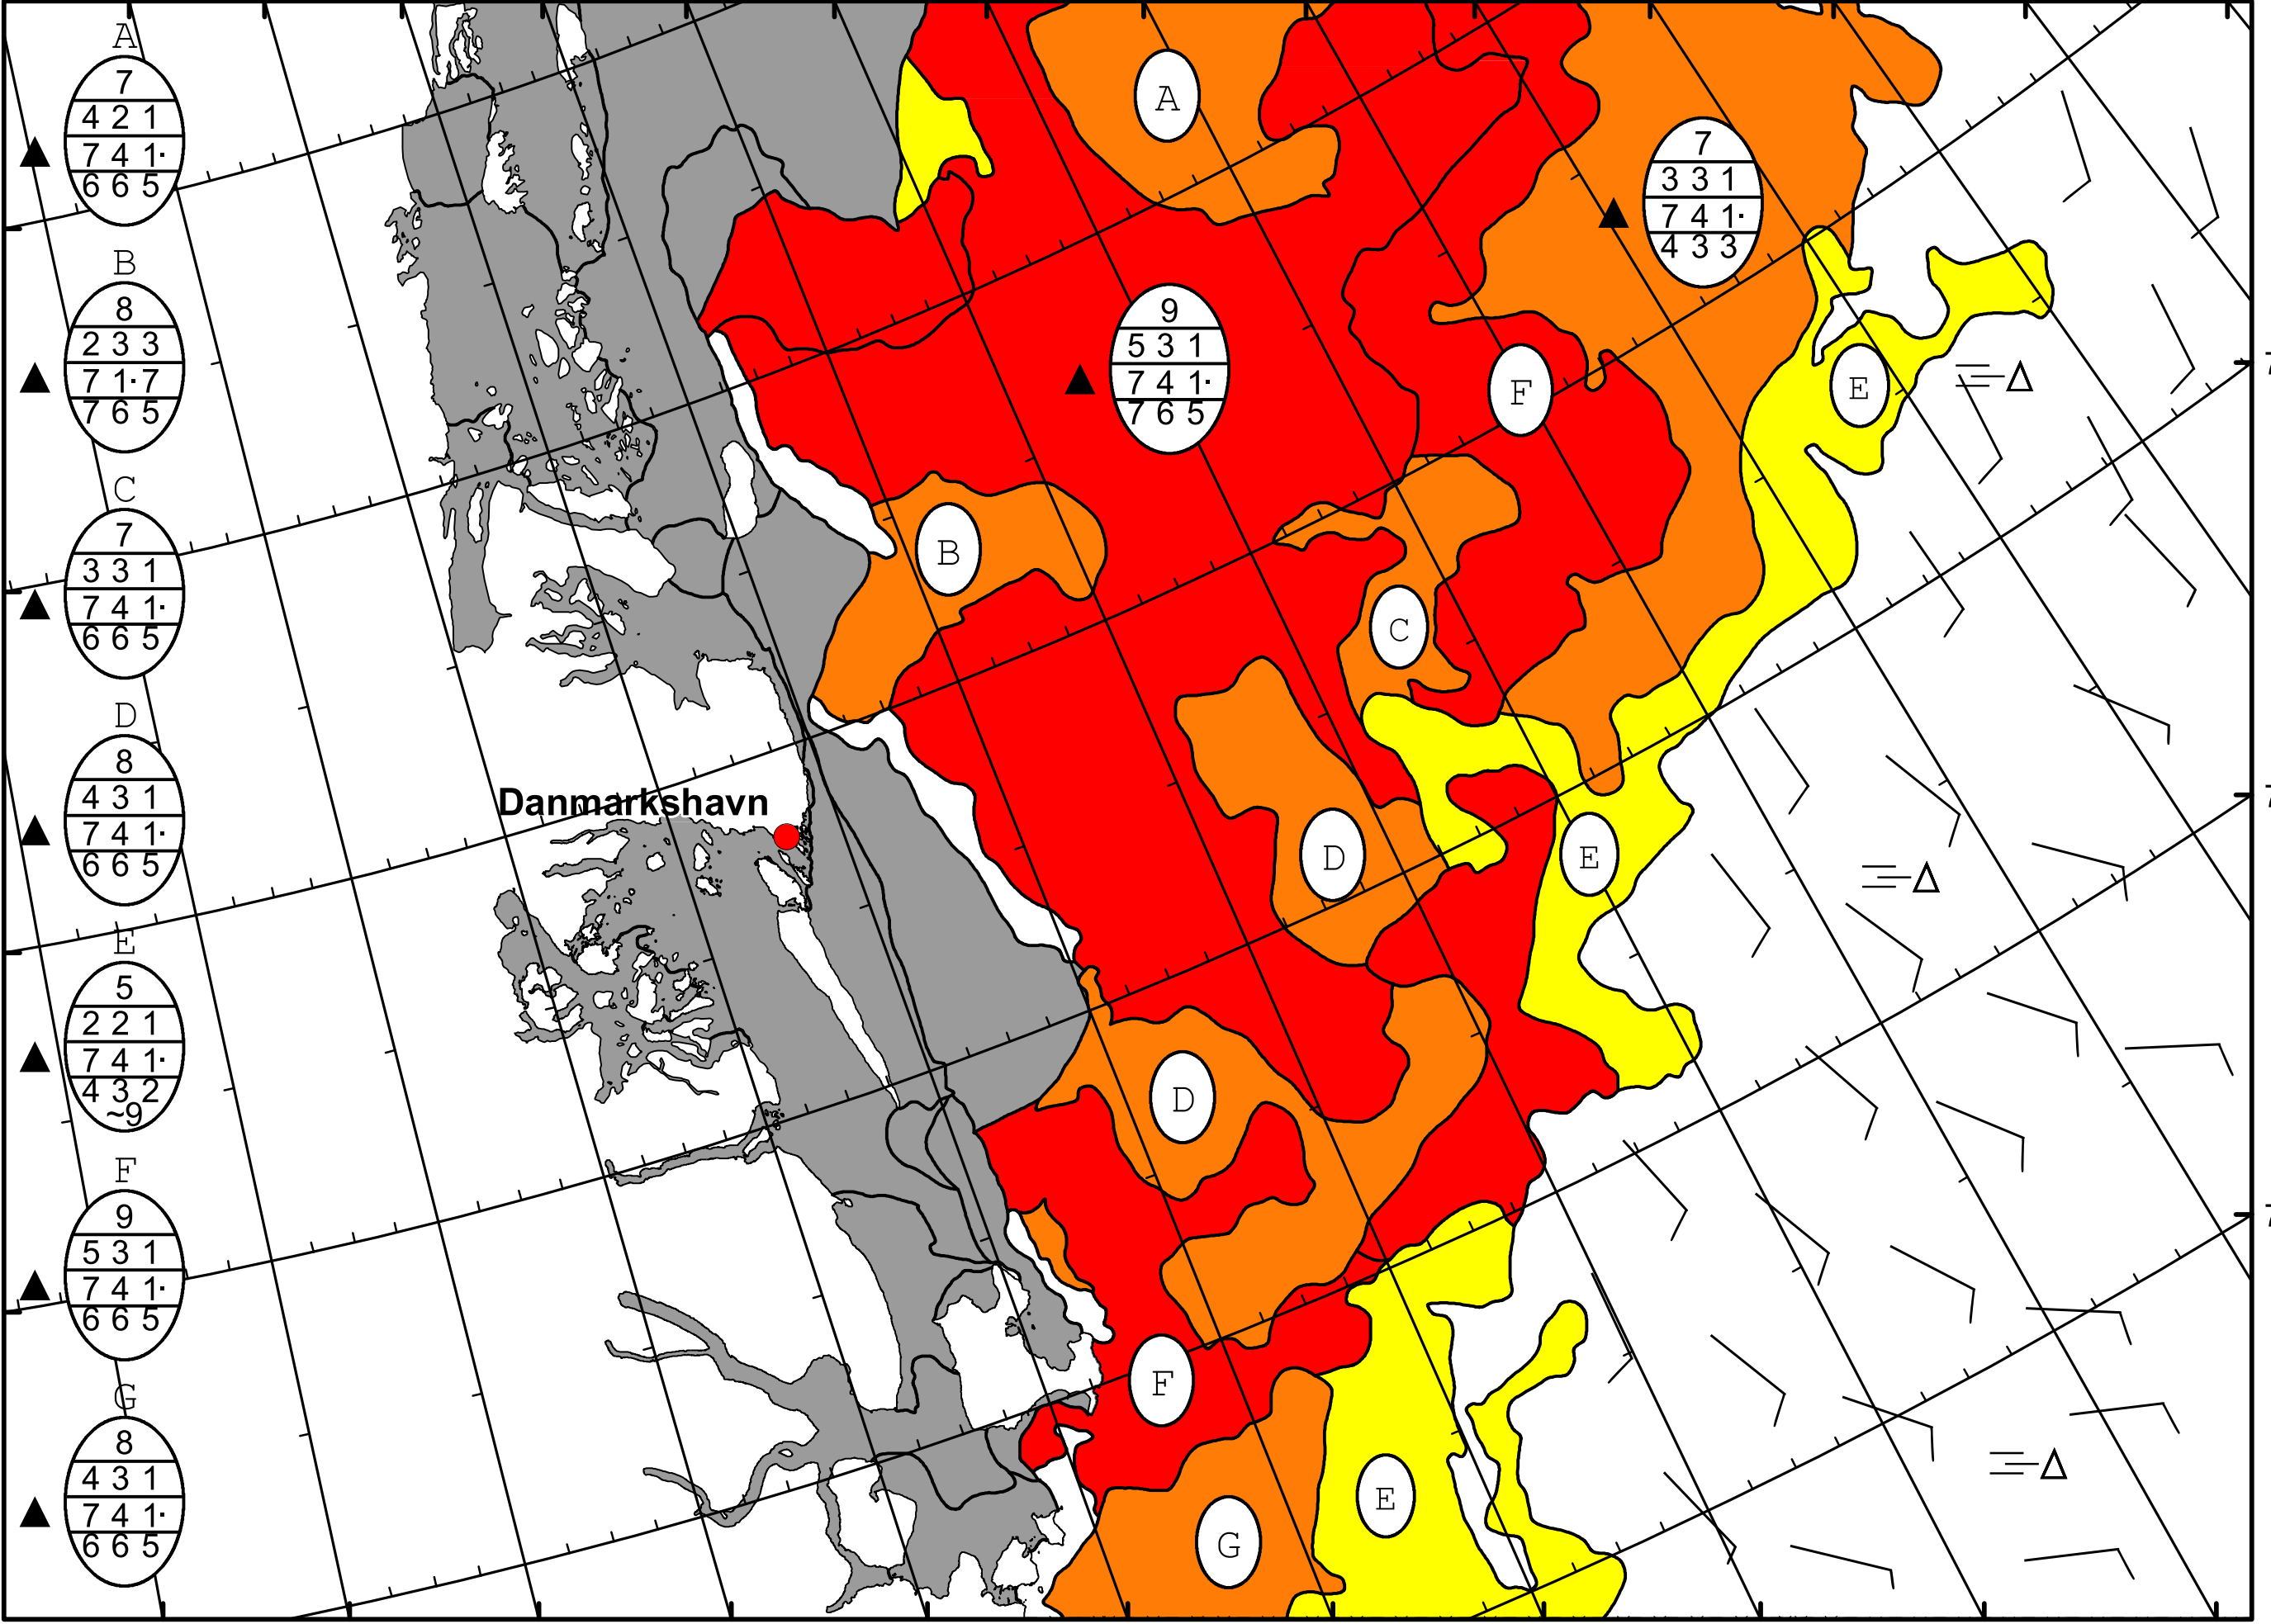 A
7
4 2 1
7 4 1·
6 6 5
B
8
2 3 3
7 1· 7
7 6 5
C
7
3 3 1
7 4 1·
6 6 5
D
8
4 3 1
7 4 1·
6 6 5
E
5
2 2 1
7 4 1·
4 3 2
~9
F
9
5 3 1
7 4 1·
6 6 5
G
8
4 3 1
7 4 1·
6 6 5
A
7
3 3 1
7 4 1·
4 3 3
9
5 3 1
7 4 1·
7 6 5
F
E
B
C
Danmarkshavn
D
E
D
F
E
G